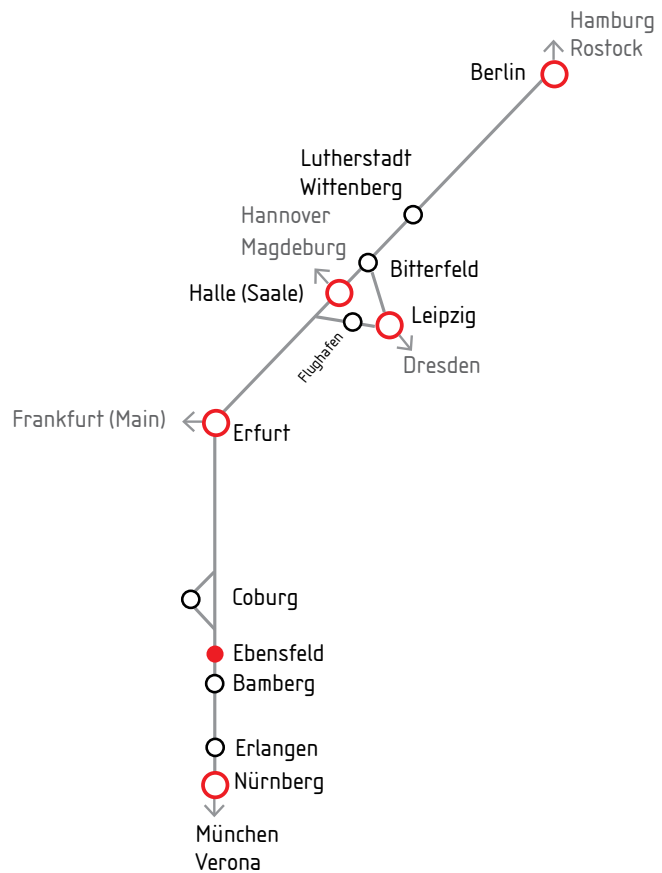 Hamburg
Rostock
Berlin
Lutherstadt
Wittenberg
Hannover
Magdeburg
Bitterfeld
Halle (Saale)
Leipzig
Flughafen
Dresden
Frankfurt (Main)
Erfurt
Coburg
Ebensfeld
Bamberg
Erlangen
Nürnberg
München
Verona